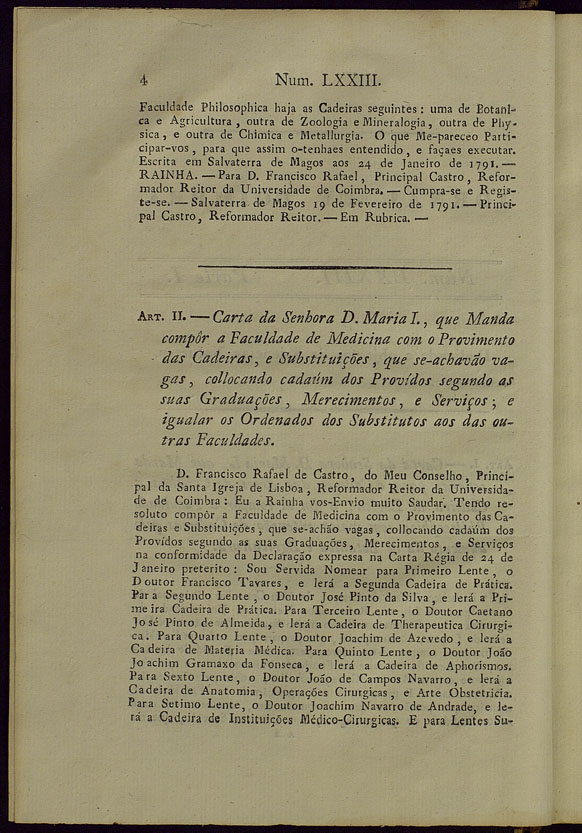 4 Num. LXXIII.
Faculdade Philosophica haja as Cadeiras seguintes : uma de Botani-
ca e Agricultura , outra de Zoologia e Mineralogia , outra de Phy-
sica , e outra de Chimica e Metallurgia. O que Me-pareceo Parti-
cipar-vos , para que assim o-tenhaes entendido , e façaes executar.
Escrita em Salvaterra de Magos aos 24 de Janeiro de 1791. —
RAINHA. — Para D. Francisco Rafael , Principal Castro , Refor-
mador Reitor da Universidade de Coimbra. — Cumpra-se e Regis-
te-se. — Salvaterra de Magos 19 de Fevereiro de 1791. — Princi-
pal Castro, Reformador Reitor. — Em Rubrica. —
ART. II. — Carta da Senhora D. Maria I. , que Manda
compôr a Faculdade de Medicina com o Provimento
das Cadeiras, e Substituições , que se-achavão va-
gas , collocando cadaúm dos Provídos segundo as
suas Graduações , Merecimentos , e Serviços ; e
igualar os Ordenados dos Substitutos aos das ou-
tras Faculdades.
D. Francisco Rafael de Castro , do Meu Conselho , Princi-
pal da Santa Igreja de Lisboa , Reformador Reitor da Universida-
de de Coimbra : Eu a Rainha vos-Envio muito Saudar. Tendo re-
soluto compôr a Faculdade de Medicina com o Provimento das Ca-
deiras e Substituições , que se-achão vagas , collocando cadaúm dos
Provídos segundo as suas Graduações , Merecimentos , e Serviços
na conformidade da Declaração expressa na Carta Régia de 24 de
Janeiro preterito : Sou Servida Nomear para Primeiro Lente , o
Doutor Francisco Tavares , e lerá a Segunda Cadeira de Prática.
Para Segundo Lente , o Doutor José Pinto da Silva , e lerá a Pri-
meira Cadeira de Prática. Para Terceiro Lente , o Doutor Caetano
José Pinto de Almeida , e lerá a Cadeira de Therapeutica Cirurgi-
ca. Para Quarto Lente , o Doutor Joachim de Azevedo , e lerá a
Cadeira de Materia Médica. Para Quinto Lente , o Doutor João
Joachim Gramaxo da Fonseca , e lerá a Cadeira de Aphorismos.
Para Sexto Lente, o Doutor João de Campos Navarro , e lerá a
Cadeira de Anatomia , Operações Cirurgicas , e Arte Obstetricia.
Para Setimo Lente, o Doutor Joachim Navarro de Andrade, e le-
rá a Cadeira de Instituições Médico-Cirurgicas. E para Lentes Su-